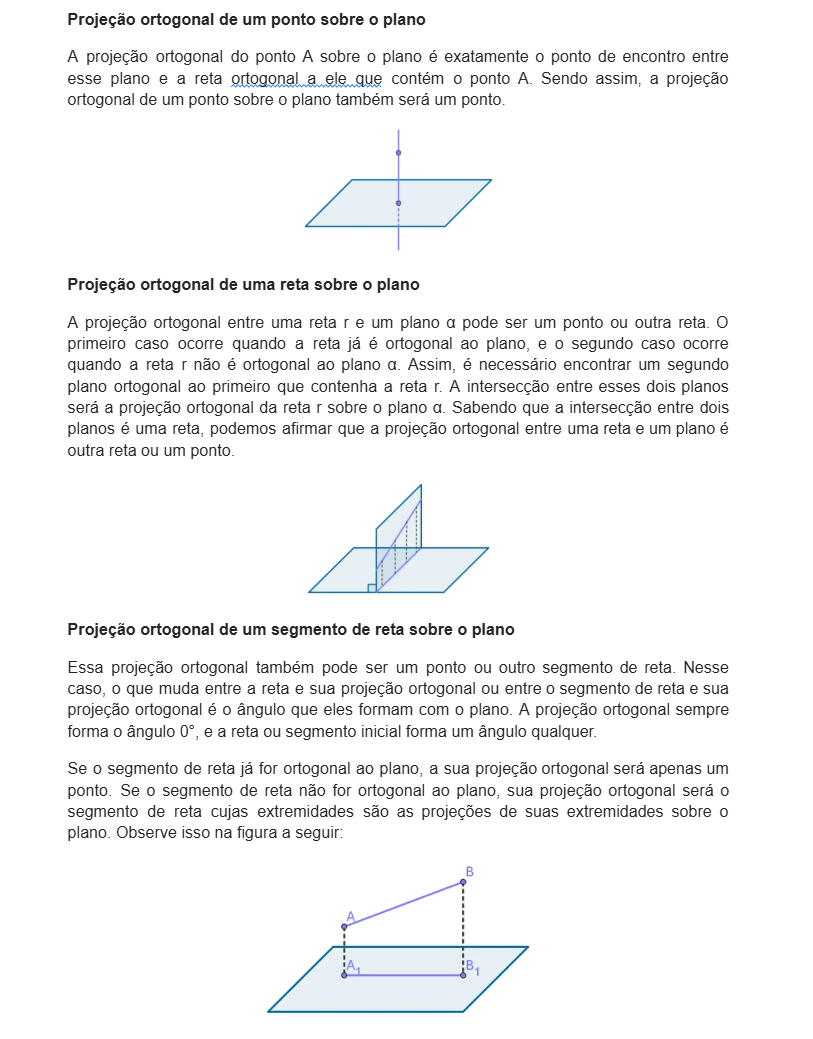 Projeção ortogonal de um ponto sobre o plano
A projeção ortogonal do ponto A sobre o plano é exatamente o ponto de encontro entre
esse plano e a reta ortogonal a ele que contém o ponto A. Sendo assim, a projeção
ortogonal de um ponto sobre o plano também será um ponto.
Projeção ortogonal de uma reta sobre o plano
A projeção ortogonal entre uma reta r e um plano α pode ser um ponto ou outra reta. O
primeiro caso ocorre quando a reta já é ortogonal ao plano, e o segundo caso ocorre
quando a reta r não é ortogonal ao plano α. Assim, é necessário encontrar um segundo
plano ortogonal ao primeiro que contenha a reta r. A intersecção entre esses dois planos
será a projeção ortogonal da reta r sobre o plano α. Sabendo que a intersecção entre dois
planos é uma reta, podemos afirmar que a projeção ortogonal entre uma reta e um plano é
outra reta ou um ponto.
Projeção ortogonal de um segmento de reta sobre o plano
Essa projeção ortogonal também pode ser um ponto ou outro segmento de reta. Nesse
caso, o que muda entre a reta e sua projeção ortogonal ou entre o segmento de reta e sua
projeção ortogonal é o ângulo que eles formam com o plano. A projeção ortogonal sempre
forma o ângulo 0°, e a reta ou segmento inicial forma um ângulo qualquer.
Se o segmento de reta já for ortogonal ao plano, a sua projeção ortogonal será apenas um
ponto. Se o segmento de reta não for ortogonal ao plano, sua projeção ortogonal será o
segmento de reta cujas extremidades são as projeções de suas extremidades sobre o
plano. Observe isso na figura a seguir:
B
A
A₁ B₁